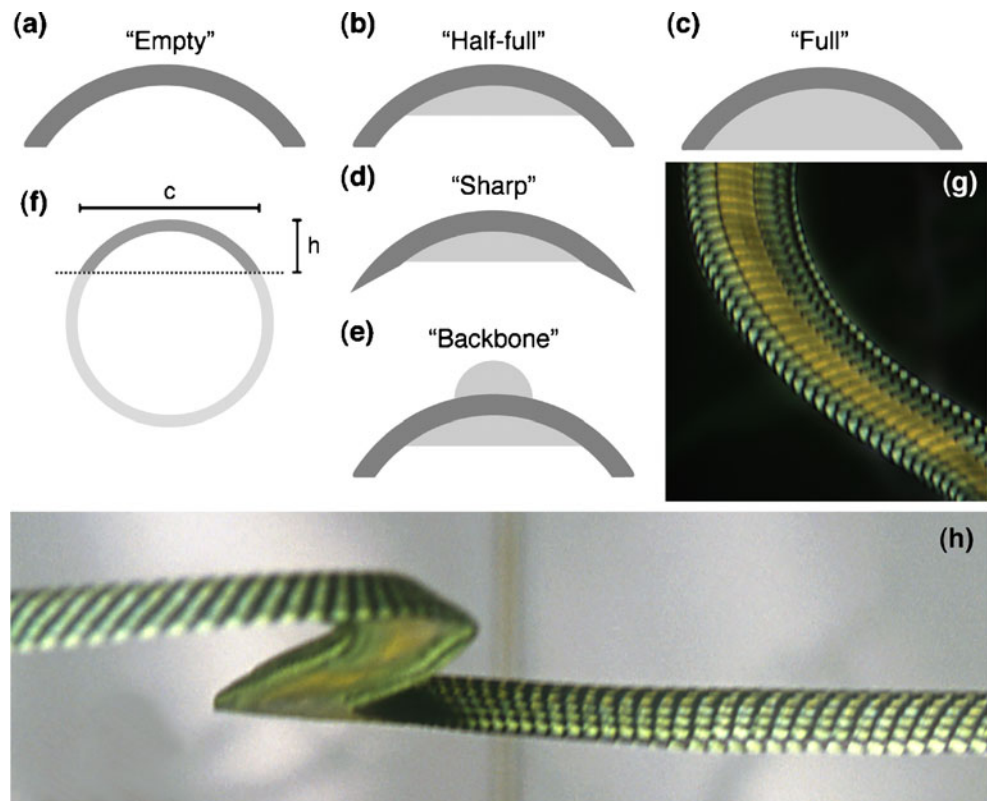 (a)
"Empty"
(b)
"Half-full"
(c)
"Full"
(d)
"Sharp"
(e)
"Backbone"
(f)
c
h
(g)
(h)